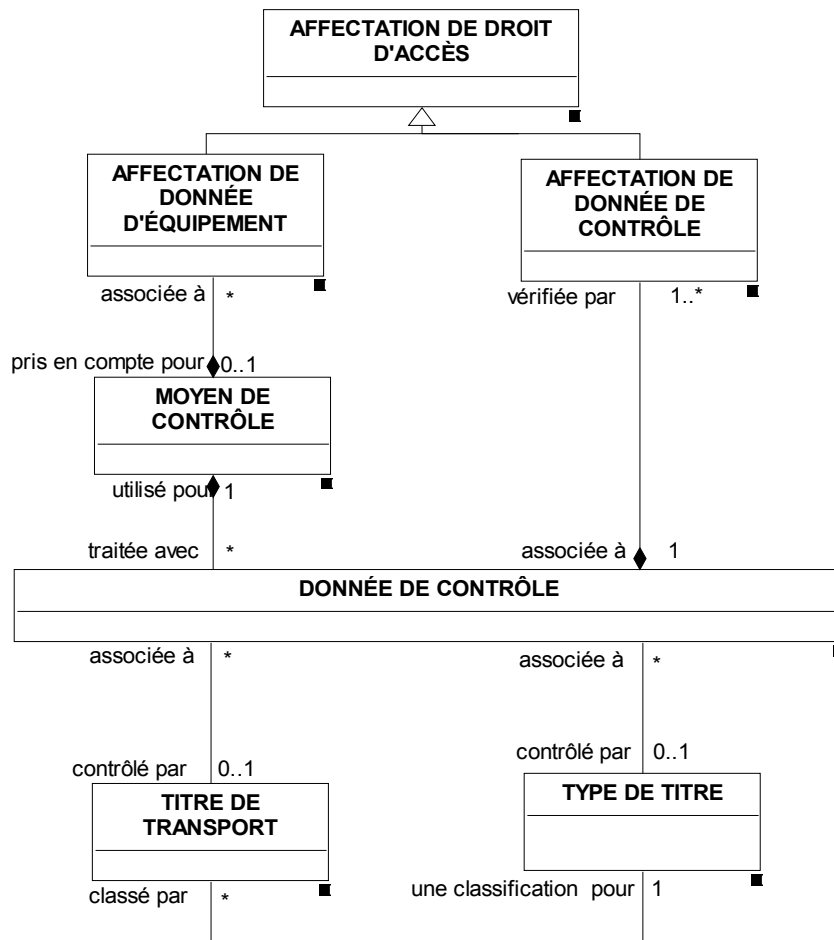 AFFECTATION DE DROIT
D'ACCÈS
AFFECTATION DE
DONNÉE
D'ÉQUIPEMENT
AFFECTATION DE
DONNÉE DE
CONTRÔLE
associée à *
vérifiée par 1..*
pris en compte pour 0..1
MOYEN DE
CONTRÔLE
utilisé pour 1
traitée avec *
associée à 1
DONNÉE DE CONTRÔLE
associée à *
associée à *
contrôlé par 0..1
contrôlé par 0..1
TITRE DE
TRANSPORT
TYPE DE TITRE
classé par *
une classification pour 1